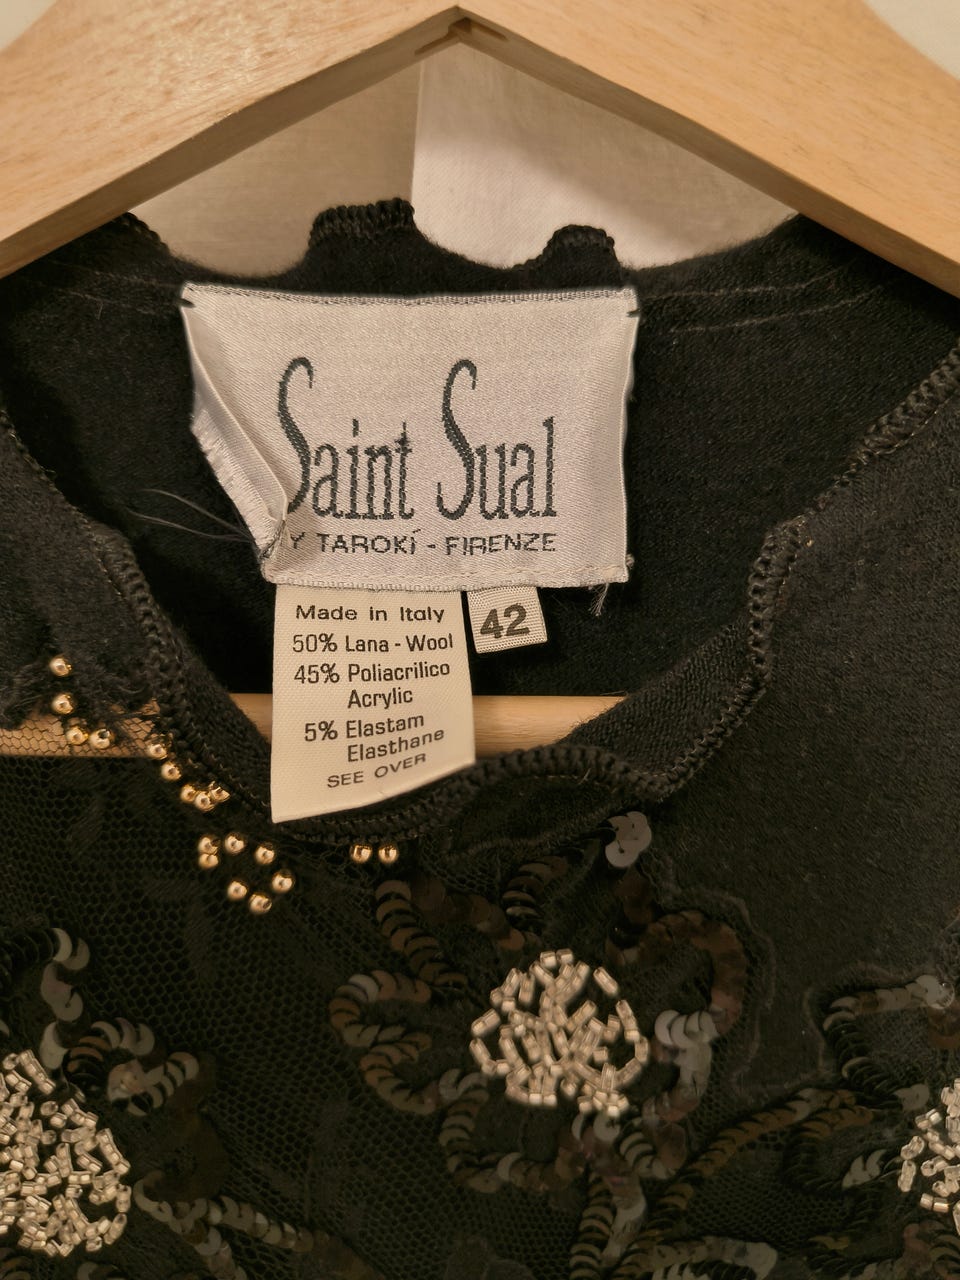 Saint Sual
Y TAROKÍ - FIRENZE
42
Made in Italy
50% Lana - Wool
45% Poliacrilico
Acrylic
5% Elastam
Elasthane
SEE OVER